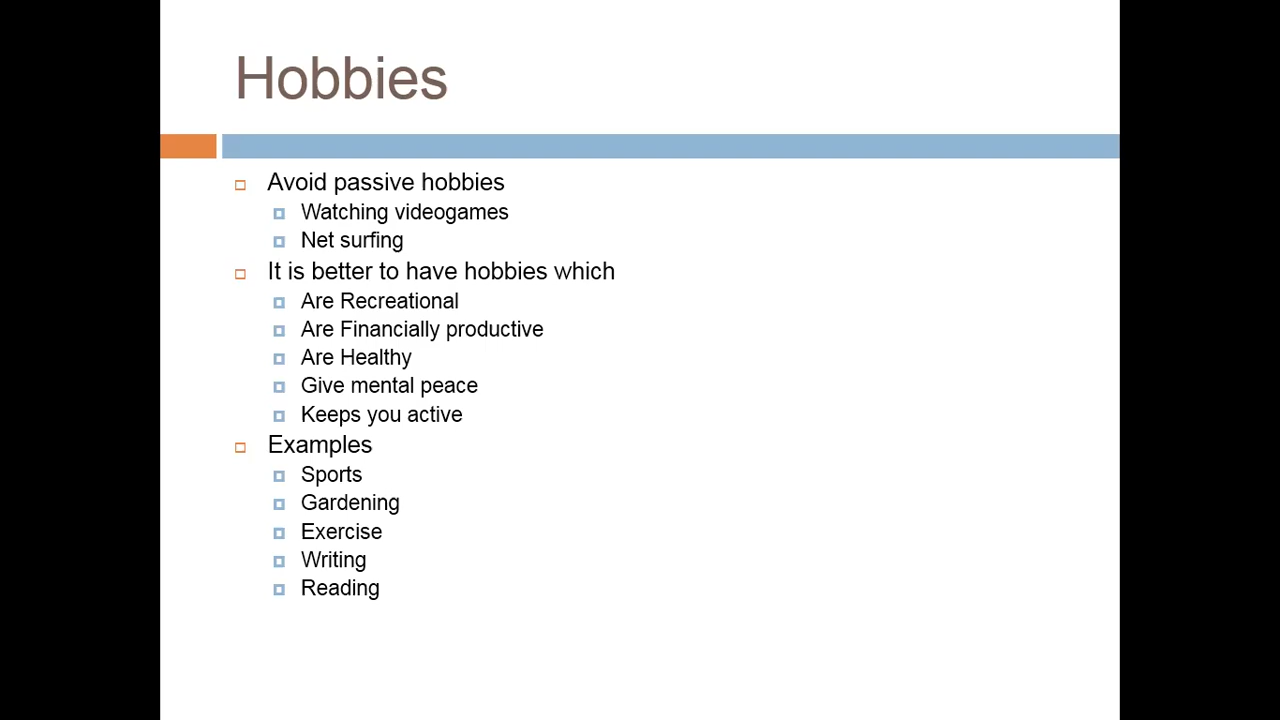 Hobbies
Avoid passive hobbies
Watching videogames
Net surfing
It is better to have hobbies which
Are Recreational
Are Financially productive
Are Healthy
Give mental peace
Keeps you active
Examples
Sports
Gardening
Exercise
Writing
Reading